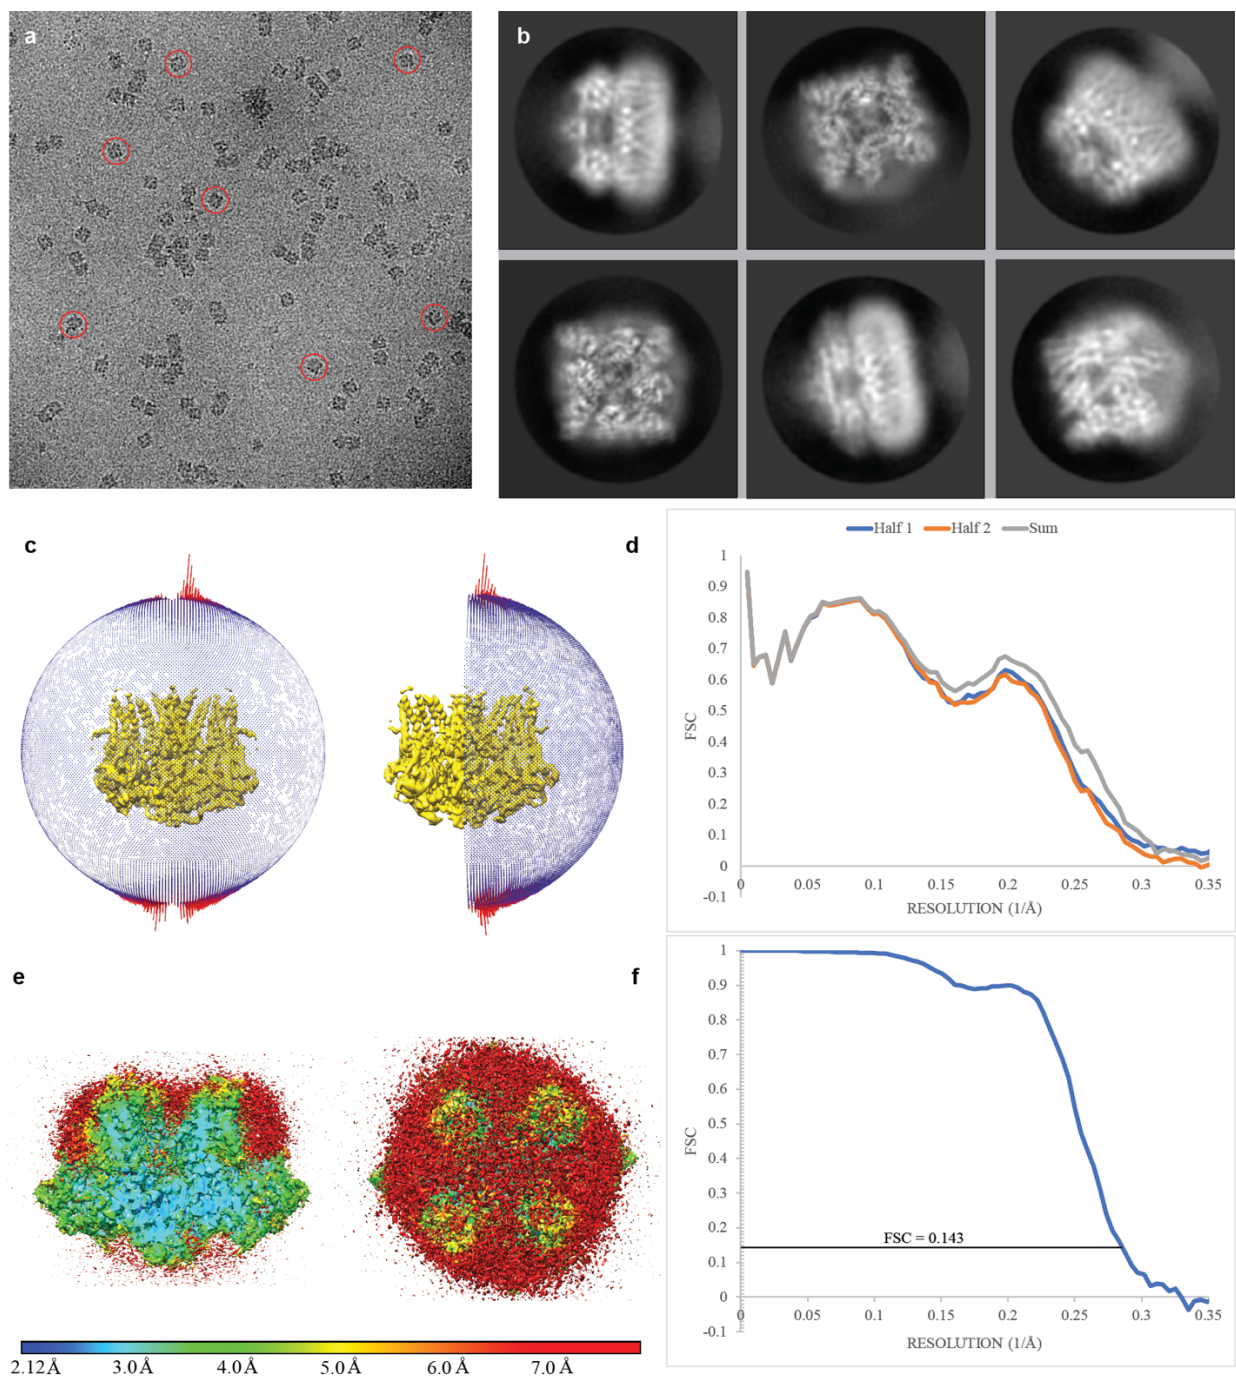 a
b
c
d
Half 1 Half 2 Sum
1
0.9
0.8
0.7
0.6
0.5
0.4
0.3
0.2
0.1
0
-0.1
FSC
0 0.05 0.1 0.15 0.2 0.25 0.3 0.35
RESOLUTION (1/Å)
e
2.12Å 3.0Å 4.0Å 5.0Å 6.0Å 7.0Å
f
1
0.9
0.8
0.7
0.6
0.5
0.4
0.3
0.2
0.1
0
-0.1
FSC
FSC = 0.143
0 0.05 0.1 0.15 0.2 0.25 0.3 0.35
RESOLUTION (1/Å)